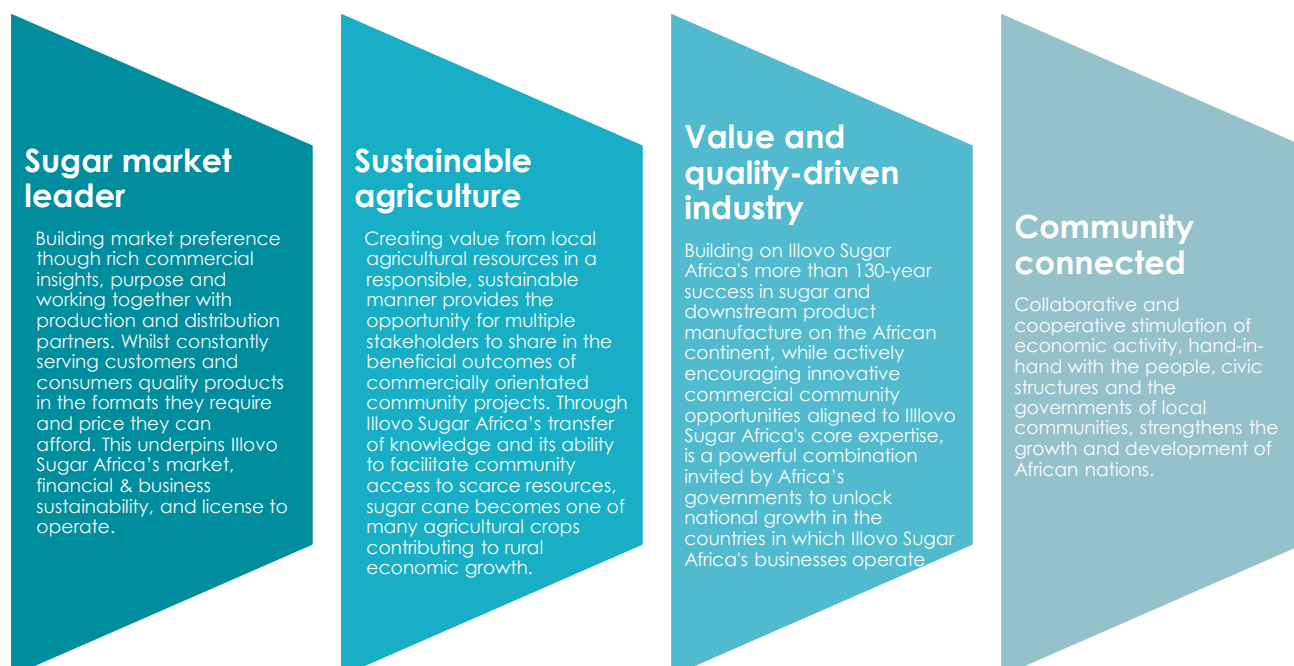 Sugar market
leader
Building market preference
though rich commercial
insights, purpose and
working together with
production and distribution
partners. Whilst constantly
serving customers and
consumers quality products
in the formats they require
and price they can
afford. This underpins Illovo
Sugar Africa's market,
financial & business
sustainability, and license to
operate.
Sustainable
agriculture
Creating value from local
agricultural resources in a
responsible, sustainable
manner provides the
opportunity for multiple
stakeholders to share in the
beneficial outcomes of
commercially orientated
community projects. Through
Illovo Sugar Africa's transfer
of knowledge and its ability
to facilitate community
access to scarce resources,
sugar cane becomes one of
many agricultural crops
contributing to rural
economic growth.
Value and
quality-driven
industry
Building on Illovo Sugar
Africa's more than 130-year
success in sugar and
downstream product
manufacture on the African
continent, while actively
encouraging innovative
commercial community
opportunities aligned to Illlovo
Sugar Africa's core expertise,
is a powerful combination
invited by Africa's
governments to unlock
national growth in the
countries in which Illovo Sugar
Africa's businesses operate
Community
connected
Collaborative and
cooperative stimulation of
economic activity, hand-in-
hand with the people, civic
structures and the
governments of local
communities, strengthens the
growth and development of
African nations.